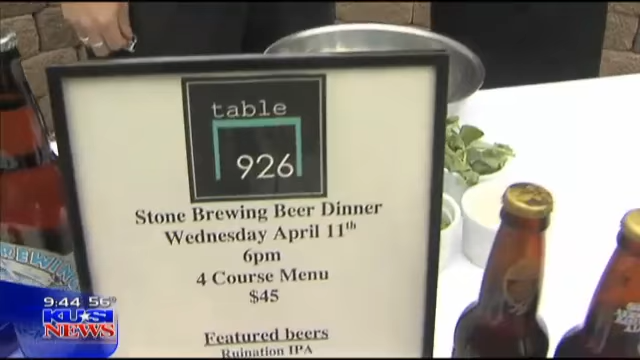 table
926
Stone Brewing Beer Dinner
Wednesday April 11th
6pm
4 Course Menu
$45
Featured beers
Ruination IPA
BREWING
9:44 56°
KUSI
NEWS